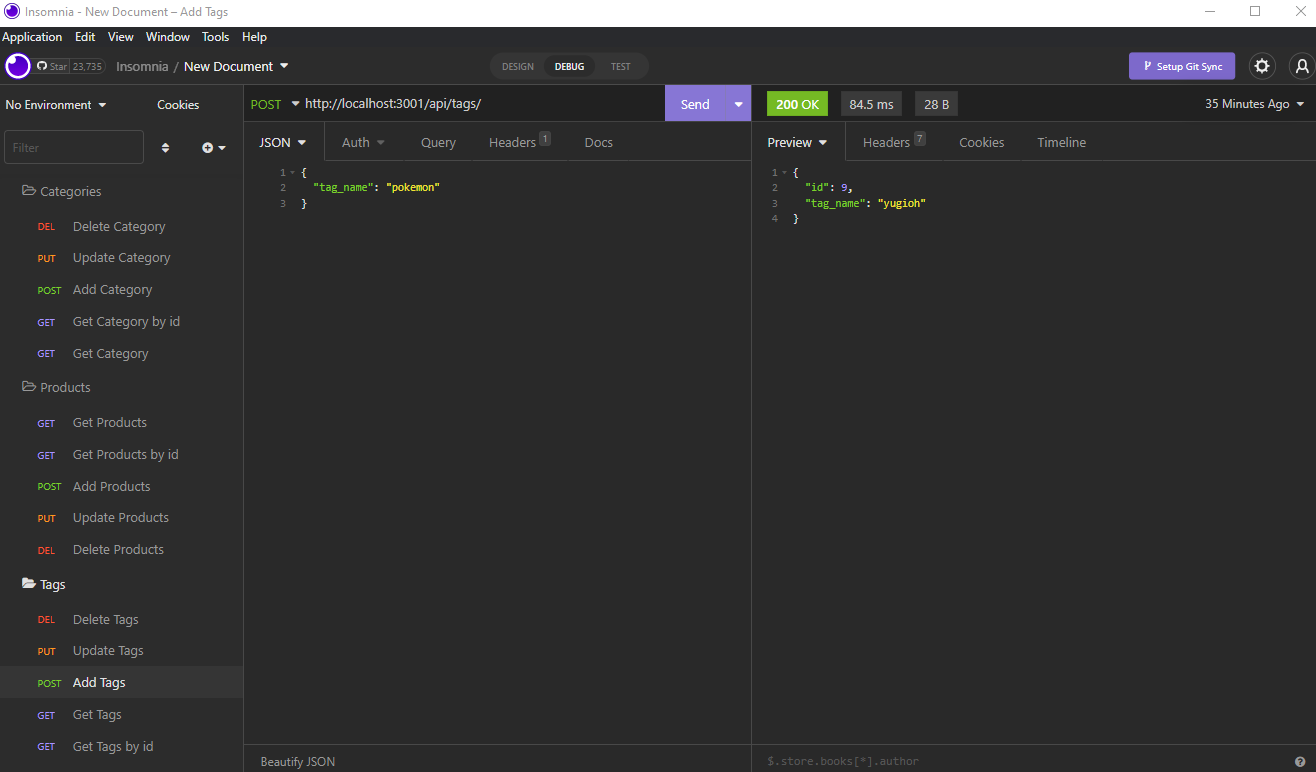 Insomnia - New Document – Add Tags
Application Edit View Window Tools Help
Star 23,735 Insomnia / New Document DESIGN DEBUG TEST Setup Git Sync
No Environment Cookies
POST http://localhost:3001/api/tags/ Send
200 OK 84.5 ms 28 B 35 Minutes Ago
Filter
JSON Auth Query Headers 1 Docs
Preview Headers 7 Cookies Timeline
1 {
2 "tag_name": "pokemon"
3 }
1 {
2 "id": 9,
3 "tag_name": "yugioh"
4 }
Categories
DEL Delete Category
PUT Update Category
POST Add Category
GET Get Category by id
GET Get Category
Products
GET Get Products
GET Get Products by id
POST Add Products
PUT Update Products
DEL Delete Products
Tags
DEL Delete Tags
PUT Update Tags
POST Add Tags
GET Get Tags
GET Get Tags by id
Beautify JSON
$.store.books[*].author